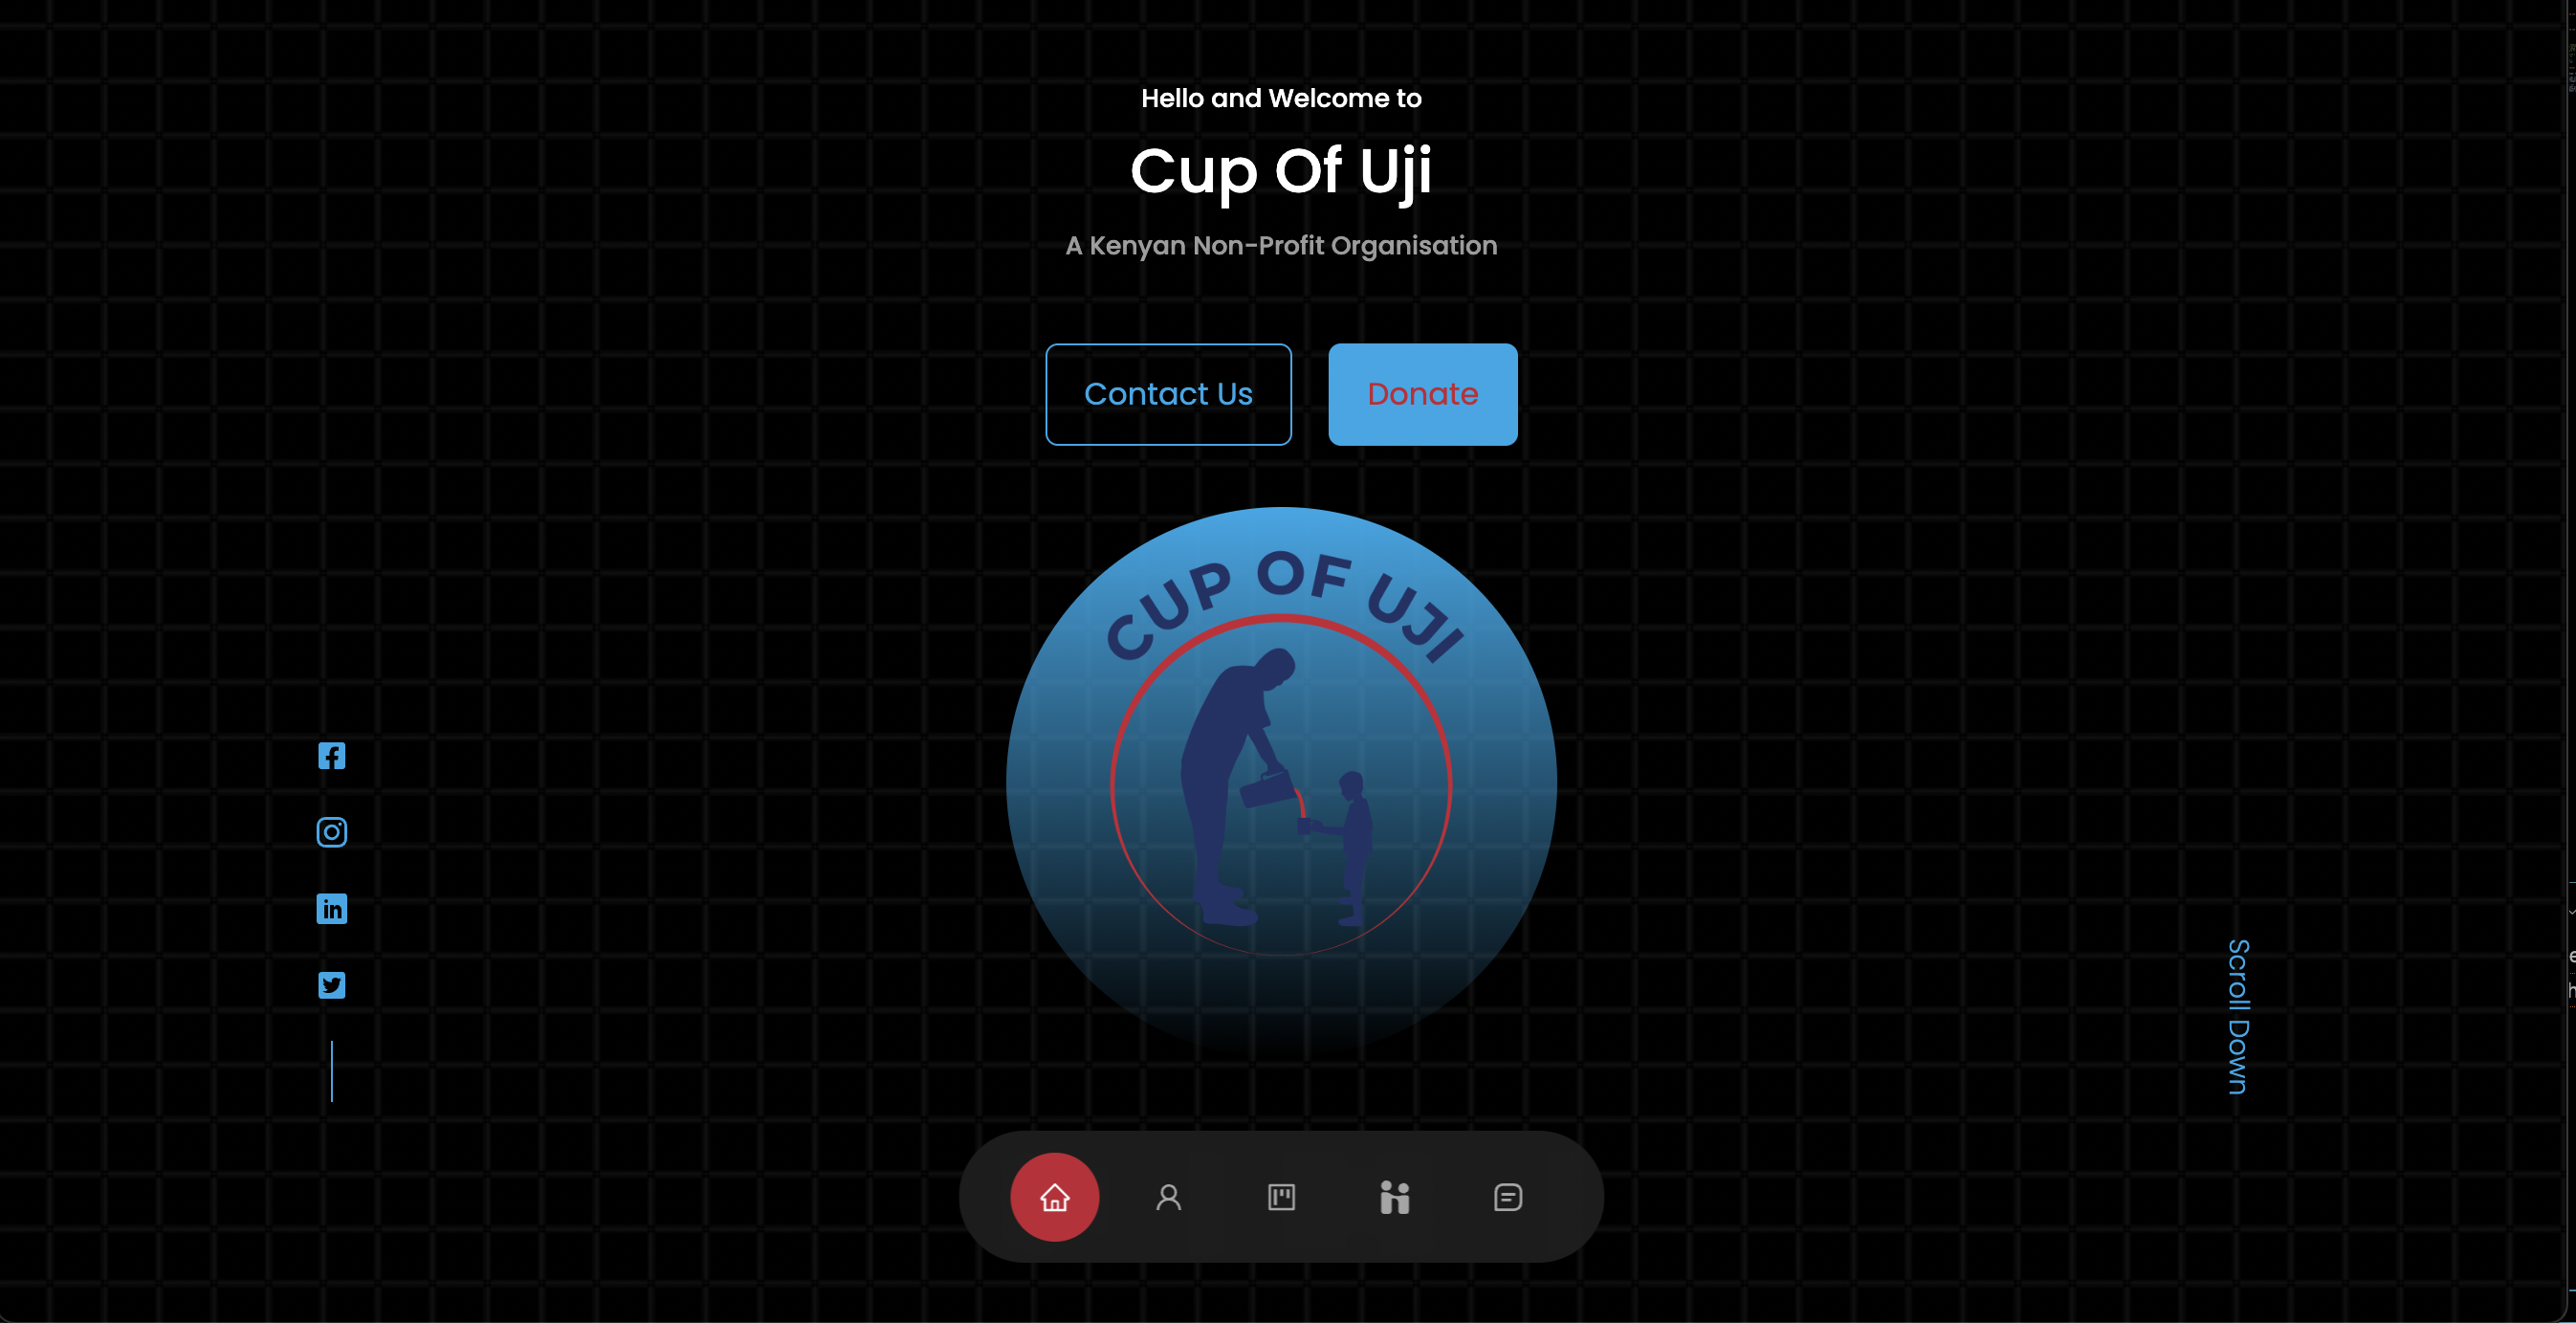 Hello and Welcome to
Cup Of Uji
A Kenyan Non-Profit Organisation
Contact Us
Donate
CUP OF UJI
Scroll Down